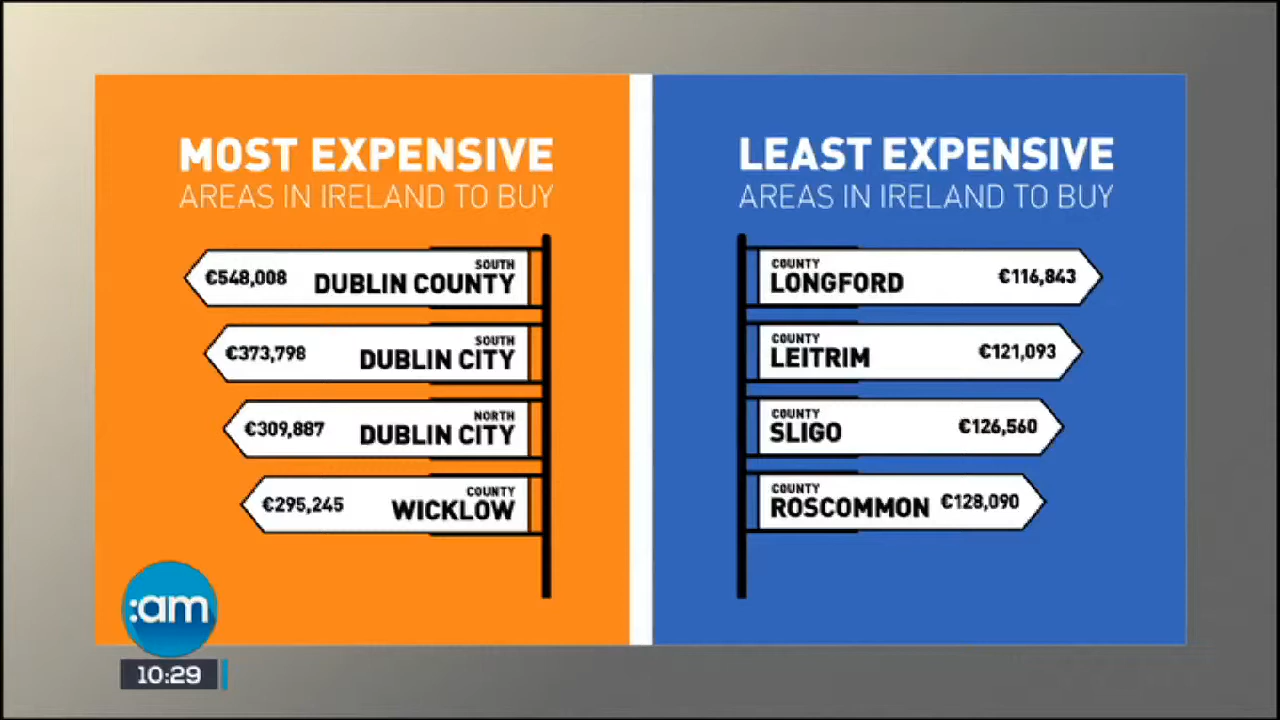 MOST EXPENSIVE
AREAS IN IRELAND TO BUY
€548,008 SOUTH
DUBLIN COUNTY
€373,798 SOUTH
DUBLIN CITY
€309,887 NORTH
DUBLIN CITY
€295,245 COUNTY
WICKLOW
LEAST EXPENSIVE
AREAS IN IRELAND TO BUY
COUNTY
LONGFORD €116,843
COUNTY
LEITRIM €121,093
COUNTY
SLIGO €126,560
COUNTY
ROSCOMMON €128,090
:am
10:29